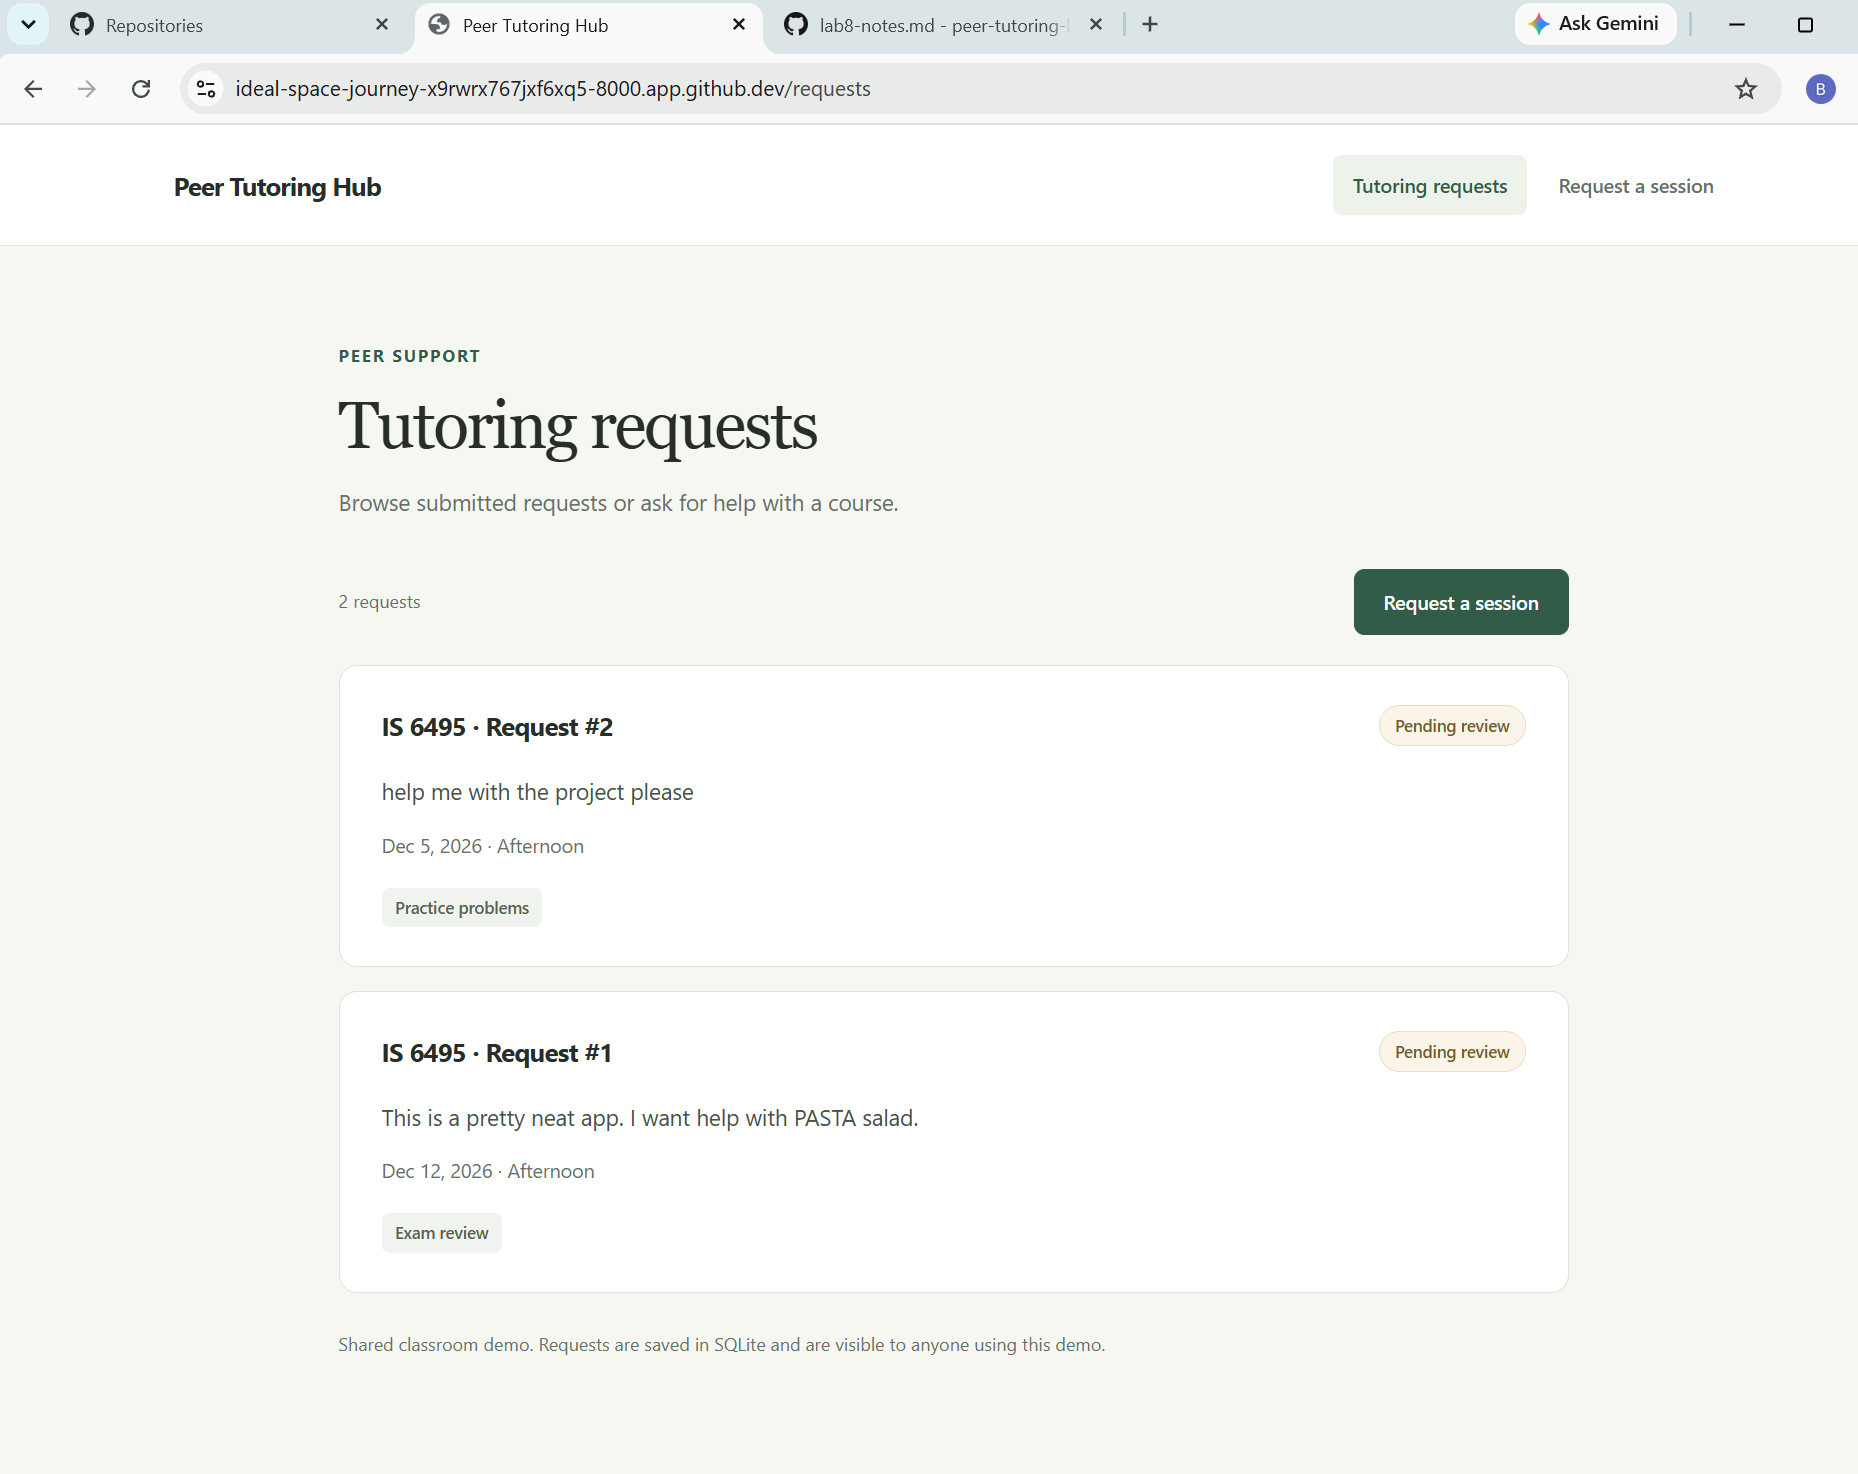 Repositories
Peer Tutoring Hub
lab8-notes.md - peer-tutoring-
Ask Gemini
ideal-space-journey-x9rwrx767jxf6xq5-8000.app.github.dev/requests
B
Peer Tutoring Hub
Tutoring requests
Request a session
PEER SUPPORT
Tutoring requests
Browse submitted requests or ask for help with a course.
2 requests
Request a session
IS 6495 · Request #2
Pending review
help me with the project please
Dec 5, 2026 · Afternoon
Practice problems
IS 6495 · Request #1
Pending review
This is a pretty neat app. I want help with PASTA salad.
Dec 12, 2026 · Afternoon
Exam review
Shared classroom demo. Requests are saved in SQLite and are visible to anyone using this demo.